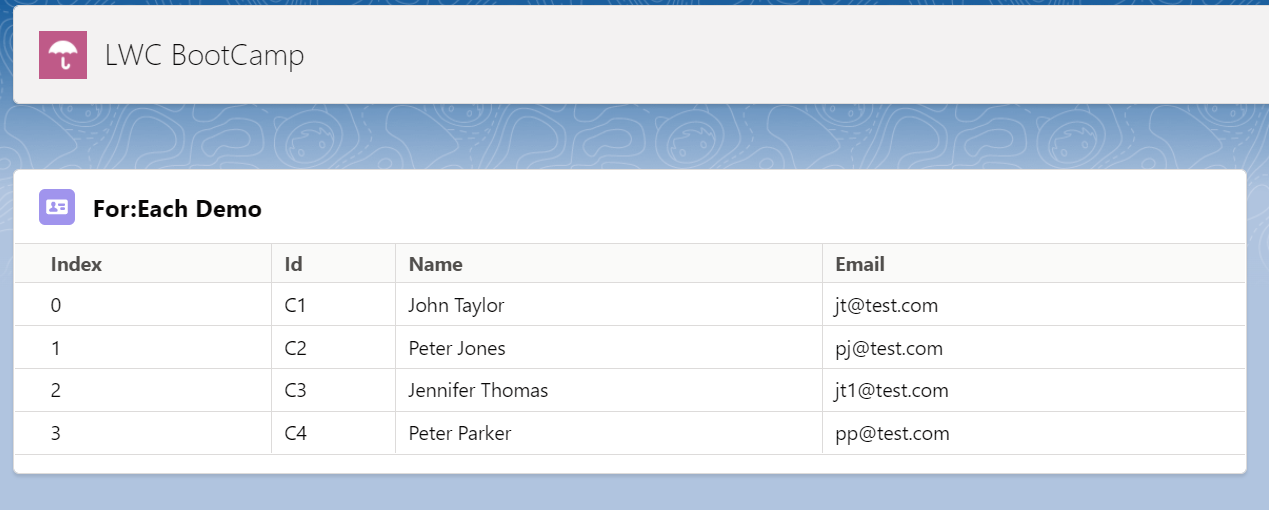 LWC BootCamp
For:Each Demo
Index Id Name Email
0 C1 John Taylor jt@test.com
1 C2 Peter Jones pj@test.com
2 C3 Jennifer Thomas jt1@test.com
3 C4 Peter Parker pp@test.com